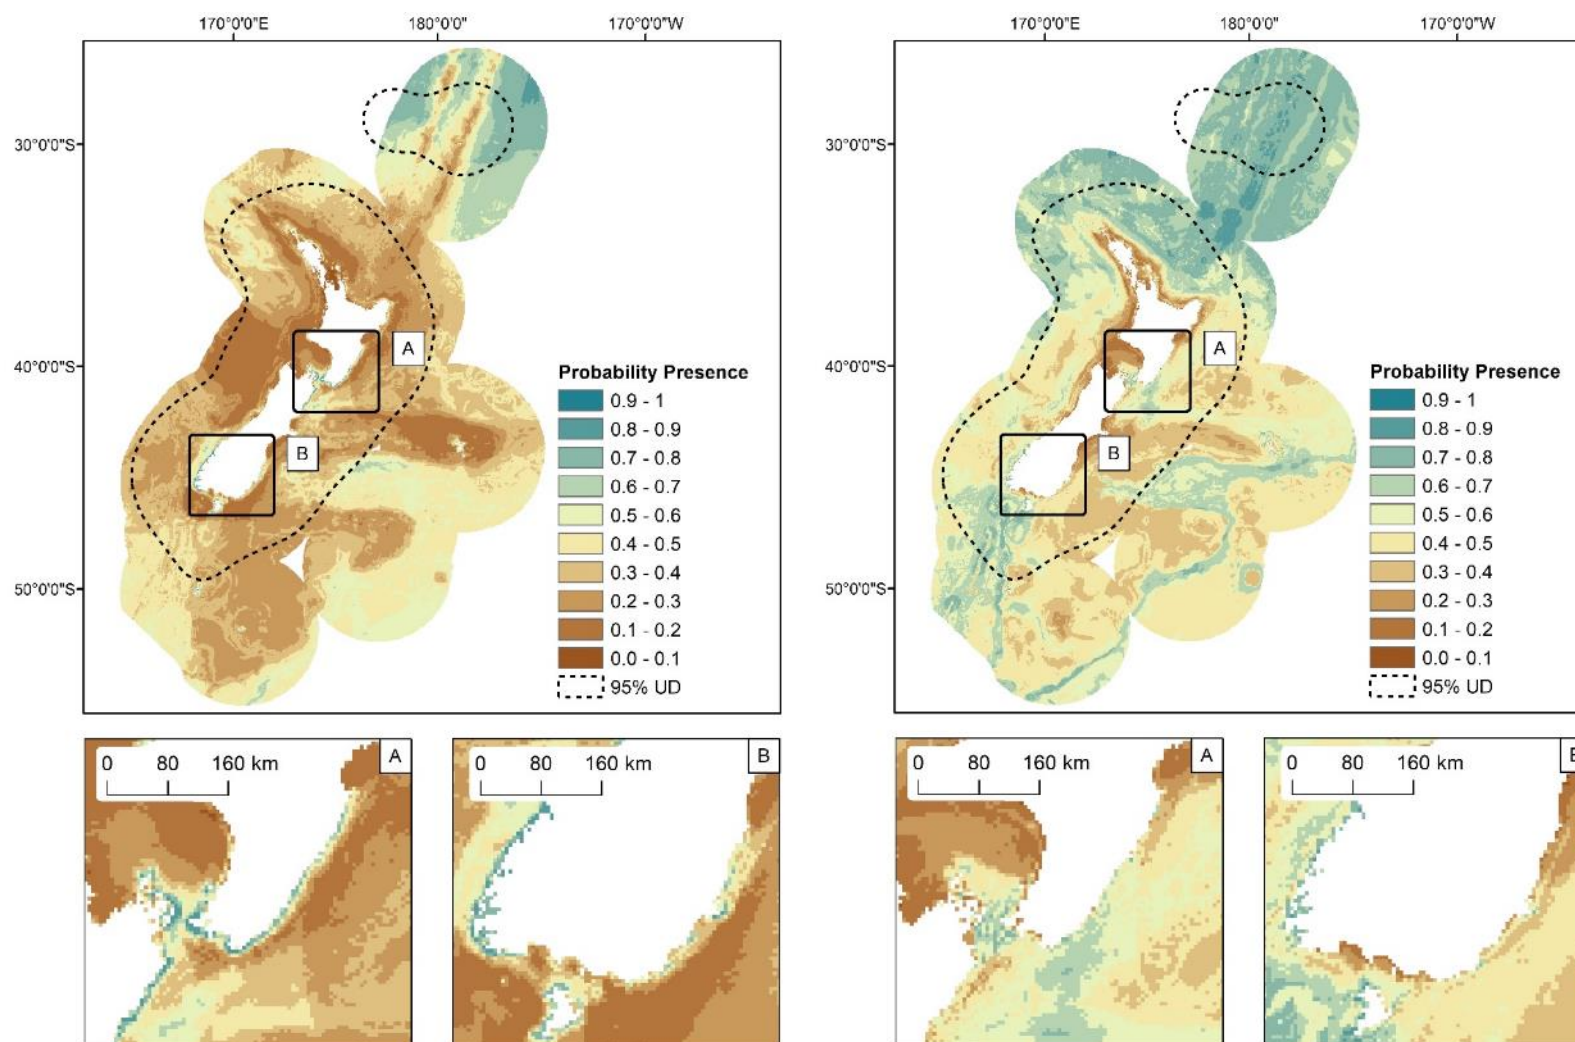 170°0'0"E 180°0'0" 170°0'0"W
170°0'0"E 180°0'0" 170°0'0"W
30°0'0"S
40°0'0"S
50°0'0"S
A
B
Probability Presence
0.9 - 1
0.8 - 0.9
0.7 - 0.8
0.6 - 0.7
0.5 - 0.6
0.4 - 0.5
0.3 - 0.4
0.2 - 0.3
0.1 - 0.2
0.0 - 0.1
95% UD
30°0'0"S
40°0'0"S
50°0'0"S
A
B
Probability Presence
0.9 - 1
0.8 - 0.9
0.7 - 0.8
0.6 - 0.7
0.5 - 0.6
0.4 - 0.5
0.3 - 0.4
0.2 - 0.3
0.1 - 0.2
0.0 - 0.1
95% UD
A
0 80 160 km
B
0 80 160 km
A
0 80 160 km
0 80 160 km